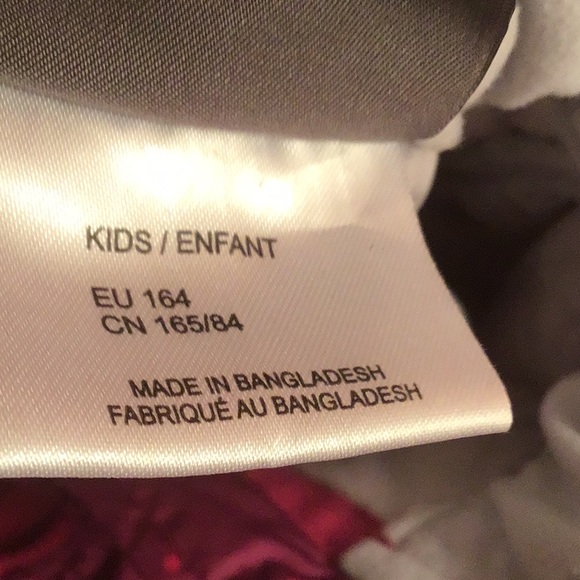 KIDS / ENFANT
EU 164
CN 165/84
MADE IN BANGLADESH
FABRIQUÉ AU BANGLADESH